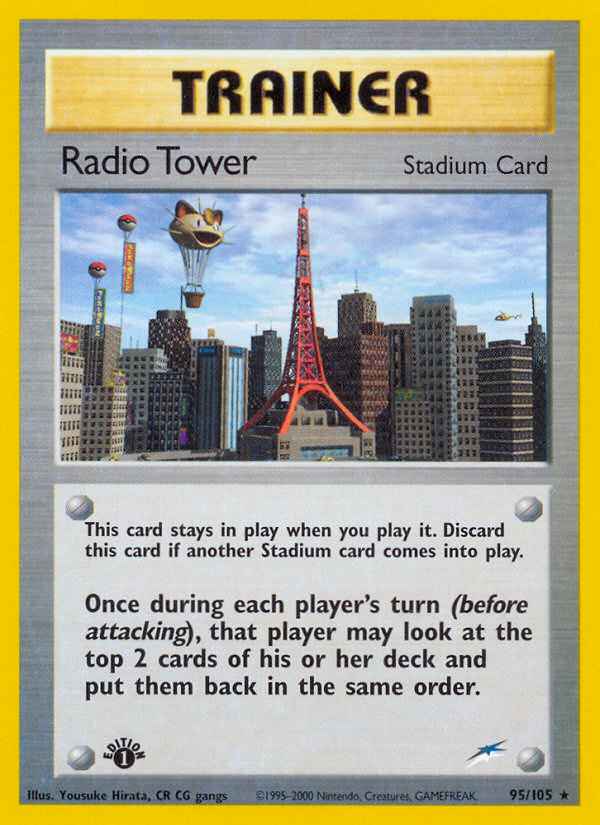 TRAINER
Radio Tower
Stadium Card
This card stays in play when you play it. Discard
this card if another Stadium card comes into play.
Once during each player's turn (before
attacking), that player may look at the
top 2 cards of his or her deck and
put them back in the same order.
EDITION
1
Illus. Yousuke Hirata, CR CG gangs
©1995-2000 Nintendo, Creatures, GAMEFREAK.
95/105 ★